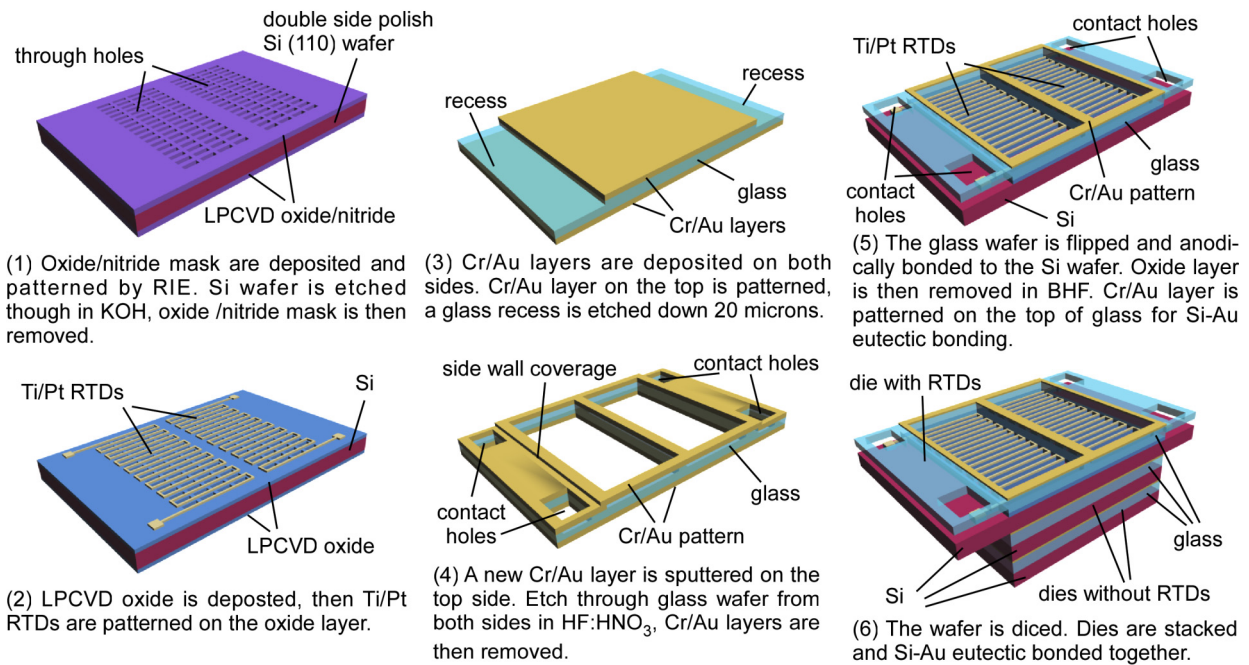 double side polish
Si (110) wafer
through holes
LPCVD oxide/nitride
(1) Oxide/nitride mask are deposited and
patterned by RIE. Si wafer is etched
though in KOH, oxide /nitride mask is then
removed.
Ti/Pt RTDs
Si
LPCVD oxide
(2) LPCVD oxide is deposted, then Ti/Pt
RTDs are patterned on the oxide layer.
recess
recess
glass
Cr/Au layers
(3) Cr/Au layers are deposited on both
sides. Cr/Au layer on the top is patterned,
a glass recess is etched down 20 microns.
side wall coverage
contact holes
glass
contact
holes
Cr/Au pattern
(4) A new Cr/Au layer is sputtered on the
top side. Etch through glass wafer from
both sides in HF:HNO3, Cr/Au layers are
then removed.
contact holes
Ti/Pt RTDs
glass
contact
holes
Cr/Au pattern
Si
(5) The glass wafer is flipped and anodi-
cally bonded to the Si wafer. Oxide layer
is then removed in BHF. Cr/Au layer is
patterned on the top of glass for Si-Au
eutectic bonding.
die with RTDs
glass
Si
dies without RTDs
(6) The wafer is diced. Dies are stacked
and Si-Au eutectic bonded together.